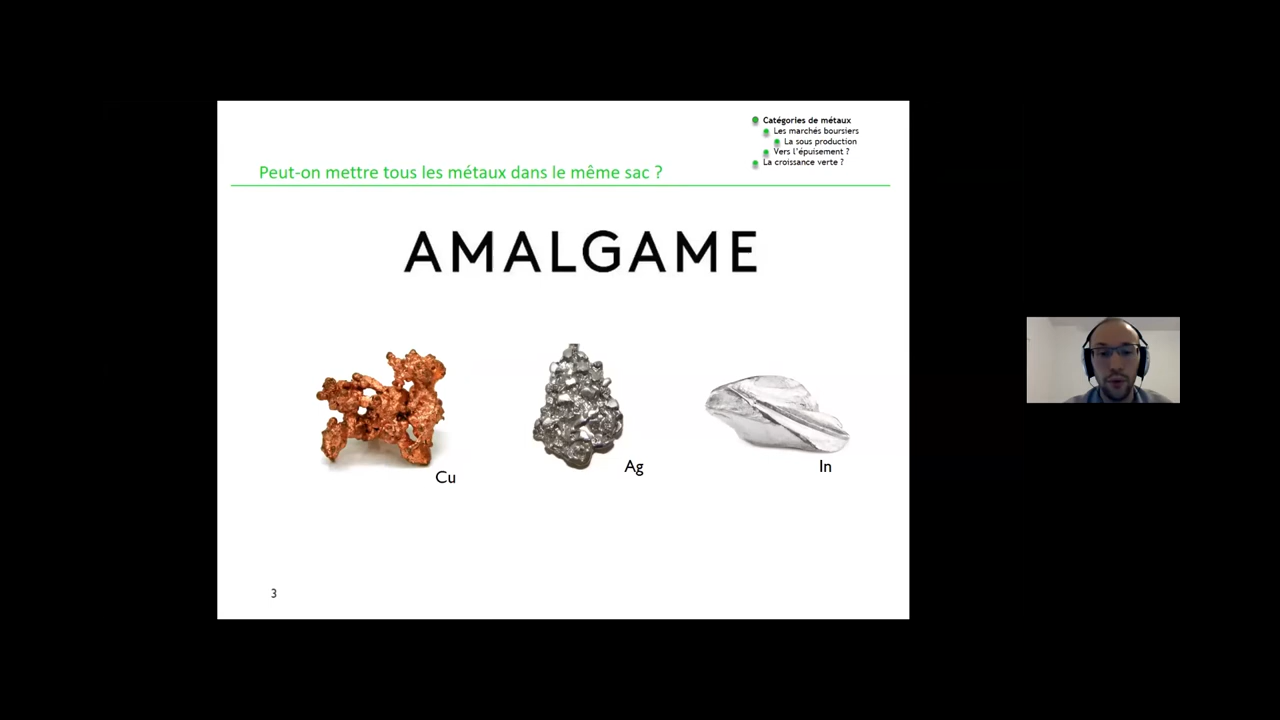 Catégories de métaux
Les marchés boursiers
La sous production
Vers l'épuisement ?
La croissance verte ?
Peut-on mettre tous les métaux dans le même sac ?
AMALGAME
Cu
Ag
In
3